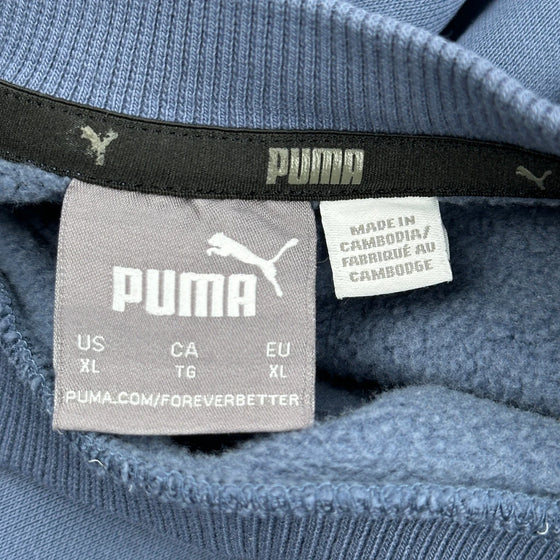 PUMA
PUMA
US
XL
CA
TG
EU
XL
PUMA.COM/FOREVERBETTER
MADE IN
CAMBODIA/
FABRIQUÉ AU
CAMBODGE